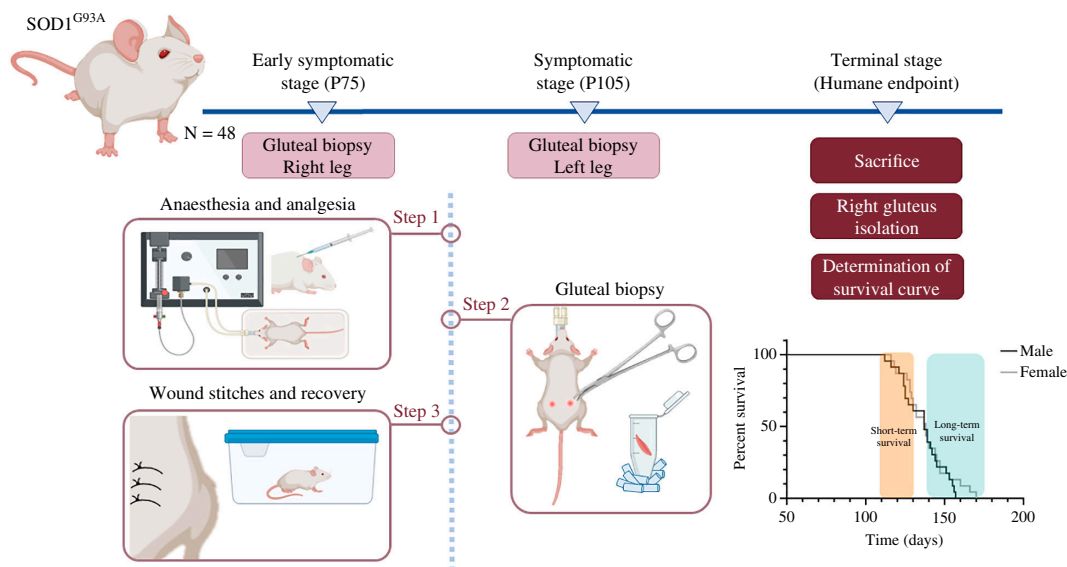 SOD1G93A
N = 48
Early symptomatic
stage (P75)
Symptomatic
stage (P105)
Terminal stage
(Humane endpoint)
Gluteal biopsy
Right leg
Gluteal biopsy
Left leg
Sacrifice
Right gluteus
isolation
Determination of
survival curve
Anaesthesia and analgesia
Step 1
Step 2
Gluteal biopsy
Wound stitches and recovery
Step 3
Male
Female
Percent survival
100
50
0
Short-term
survival
Long-term
survival
50
100
150
200
Time (days)